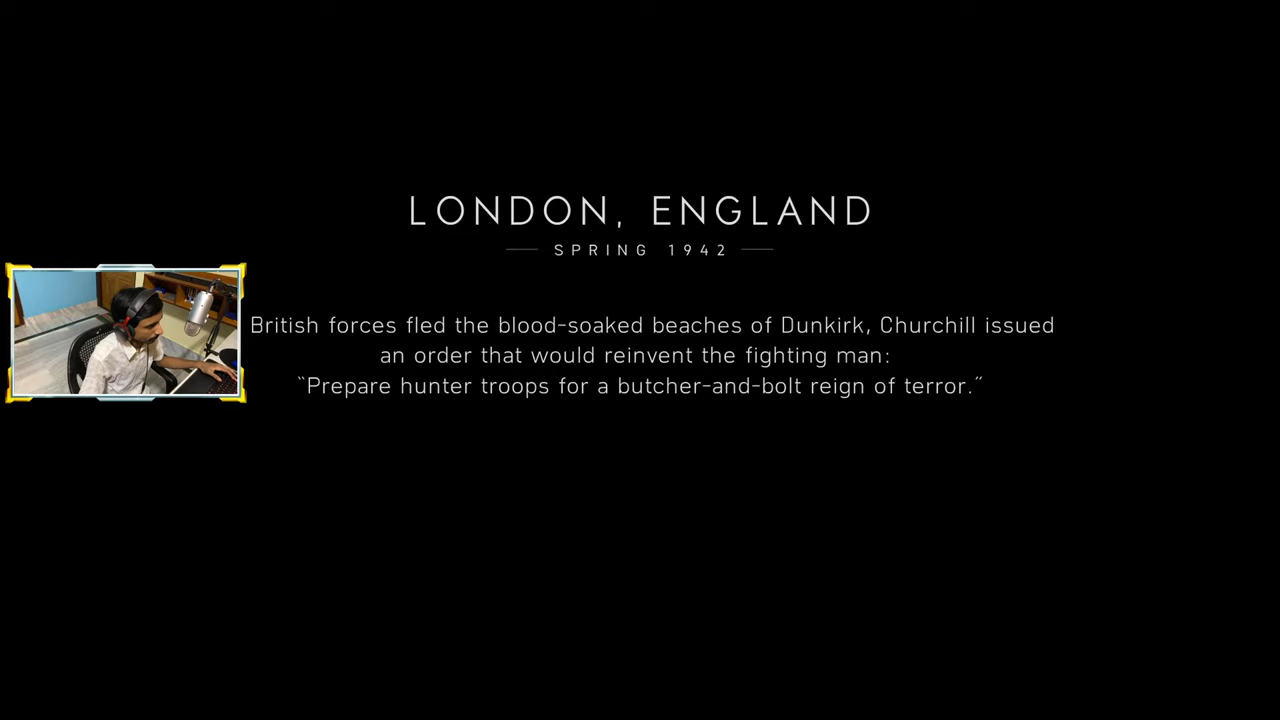 LONDON, ENGLAND
SPRING 1942
British forces fled the blood-soaked beaches of Dunkirk, Churchill issued
an order that would reinvent the fighting man:
“Prepare hunter troops for a butcher-and-bolt reign of terror.”